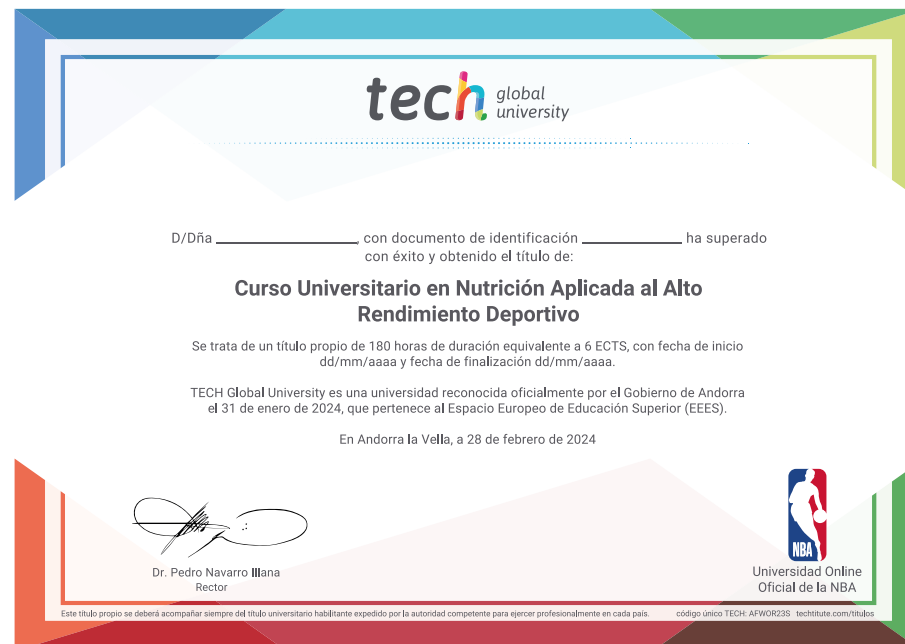 tech global university
D/Dña ________________, con documento de identificación ____________ ha superado
con éxito y obtenido el título de:
Curso Universitario en Nutrición Aplicada al Alto
Rendimiento Deportivo
Se trata de un título propio de 180 horas de duración equivalente a 6 ECTS, con fecha de inicio
dd/mm/aaaa y fecha de finalización dd/mm/aaaa.
TECH Global University es una universidad reconocida oficialmente por el Gobierno de Andorra
el 31 de enero de 2024, que pertenece al Espacio Europeo de Educación Superior (EEES).
En Andorra la Vella, a 28 de febrero de 2024
Dr. Pedro Navarro Illana
Rector
NBA
Universidad Online
Oficial de la NBA
Este título propio se deberá acompañar siempre del título universitario habilitante expedido por la autoridad competente para ejercer profesionalmente en cada país. código único TECH: AFWOR23S techtitute.com/titulos